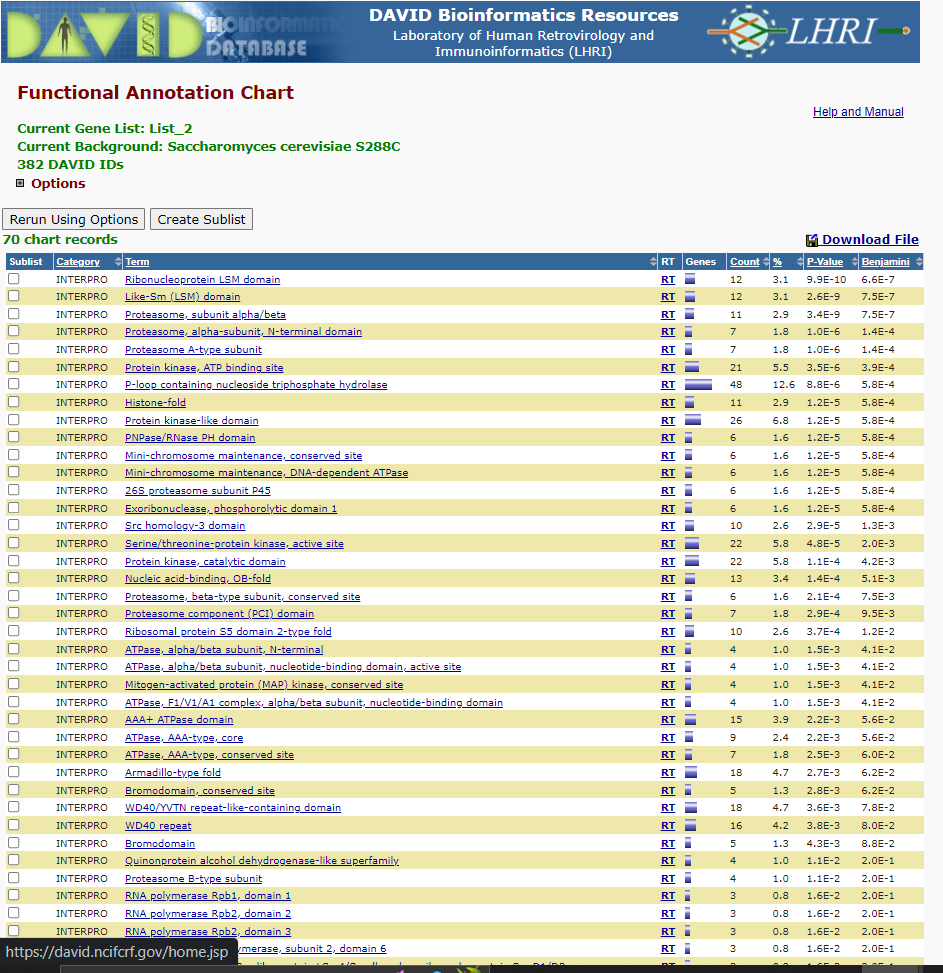 DAVID BIOINFORMATICS DATABASE
DAVID Bioinformatics Resources
Laboratory of Human Retrovirology and
Immunoinformatics (LHRI)
LHRI
Functional Annotation Chart
Help and Manual
Current Gene List: List_2
Current Background: Saccharomyces cerevisiae S288C
382 DAVID IDs
Options
Rerun Using Options Create Sublist
70 chart records Download File
Sublist Category Term RT Genes Count % P-Value Benjamini
INTERPRO Ribonucleoprotein LSM domain RT 12 3.1 9.9E-10 6.6E-7
INTERPRO Like-Sm (LSM) domain RT 12 3.1 2.6E-9 7.5E-7
INTERPRO Proteasome, subunit alpha/beta RT 11 2.9 3.4E-9 7.5E-7
INTERPRO Proteasome, alpha-subunit, N-terminal domain RT 7 1.8 1.0E-6 1.4E-4
INTERPRO Proteasome A-type subunit RT 7 1.8 1.0E-6 1.4E-4
INTERPRO Protein kinase, ATP binding site RT 21 5.5 3.5E-6 3.9E-4
INTERPRO P-loop containing nucleoside triphosphate hydrolase RT 48 12.6 8.8E-6 5.8E-4
INTERPRO Histone-fold RT 11 2.9 1.2E-5 5.8E-4
INTERPRO Protein kinase-like domain RT 26 6.8 1.2E-5 5.8E-4
INTERPRO PNPase/RNase PH domain RT 6 1.6 1.2E-5 5.8E-4
INTERPRO Mini-chromosome maintenance, conserved site RT 6 1.6 1.2E-5 5.8E-4
INTERPRO Mini-chromosome maintenance, DNA-dependent ATPase RT 6 1.6 1.2E-5 5.8E-4
INTERPRO 26S proteasome subunit P45 RT 6 1.6 1.2E-5 5.8E-4
INTERPRO Exoribonuclease, phosphorolytic domain 1 RT 6 1.6 1.2E-5 5.8E-4
INTERPRO Src homology-3 domain RT 10 2.6 2.9E-5 1.3E-3
INTERPRO Serine/threonine-protein kinase, active site RT 22 5.8 4.8E-5 2.0E-3
INTERPRO Protein kinase, catalytic domain RT 22 5.8 1.1E-4 4.2E-3
INTERPRO Nucleic acid-binding, OB-fold RT 13 3.4 1.4E-4 5.1E-3
INTERPRO Proteasome, beta-type subunit, conserved site RT 6 1.6 2.1E-4 7.5E-3
INTERPRO Proteasome component (PCI) domain RT 7 1.8 2.9E-4 9.5E-3
INTERPRO Ribosomal protein S5 domain 2-type fold RT 10 2.6 3.7E-4 1.2E-2
INTERPRO ATPase, alpha/beta subunit, N-terminal RT 4 1.0 1.5E-3 4.1E-2
INTERPRO ATPase, alpha/beta subunit, nucleotide-binding domain, active site RT 4 1.0 1.5E-3 4.1E-2
INTERPRO Mitogen-activated protein (MAP) kinase, conserved site RT 4 1.0 1.5E-3 4.1E-2
INTERPRO ATPase, F1/V1/A1 complex, alpha/beta subunit, nucleotide-binding domain RT 4 1.0 1.5E-3 4.1E-2
INTERPRO AAA+ ATPase domain RT 15 3.9 2.2E-3 5.6E-2
INTERPRO ATPase, AAA-type, core RT 9 2.4 2.2E-3 5.6E-2
INTERPRO ATPase, AAA-type, conserved site RT 7 1.8 2.5E-3 6.0E-2
INTERPRO Armadillo-type fold RT 18 4.7 2.7E-3 6.2E-2
INTERPRO Bromodomain, conserved site RT 5 1.3 2.8E-3 6.2E-2
INTERPRO WD40/YVTN repeat-like-containing domain RT 18 4.7 3.6E-3 7.8E-2
INTERPRO WD40 repeat RT 16 4.2 3.8E-3 8.0E-2
INTERPRO Bromodomain RT 5 1.3 4.3E-3 8.8E-2
INTERPRO Quinonprotein alcohol dehydrogenase-like superfamily RT 4 1.0 1.1E-2 2.0E-1
INTERPRO Proteasome B-type subunit RT 4 1.0 1.1E-2 2.0E-1
INTERPRO RNA polymerase Rpb1, domain 1 RT 3 0.8 1.6E-2 2.0E-1
INTERPRO RNA polymerase Rpb2, domain 2 RT 3 0.8 1.6E-2 2.0E-1
INTERPRO RNA polymerase Rpb2, domain 3 RT 3 0.8 1.6E-2 2.0E-1
https://david.ncifcrf.gov/home.jsp ymerase, subunit 2, domain 6 RT 3 0.8 1.6E-2 2.0E-1